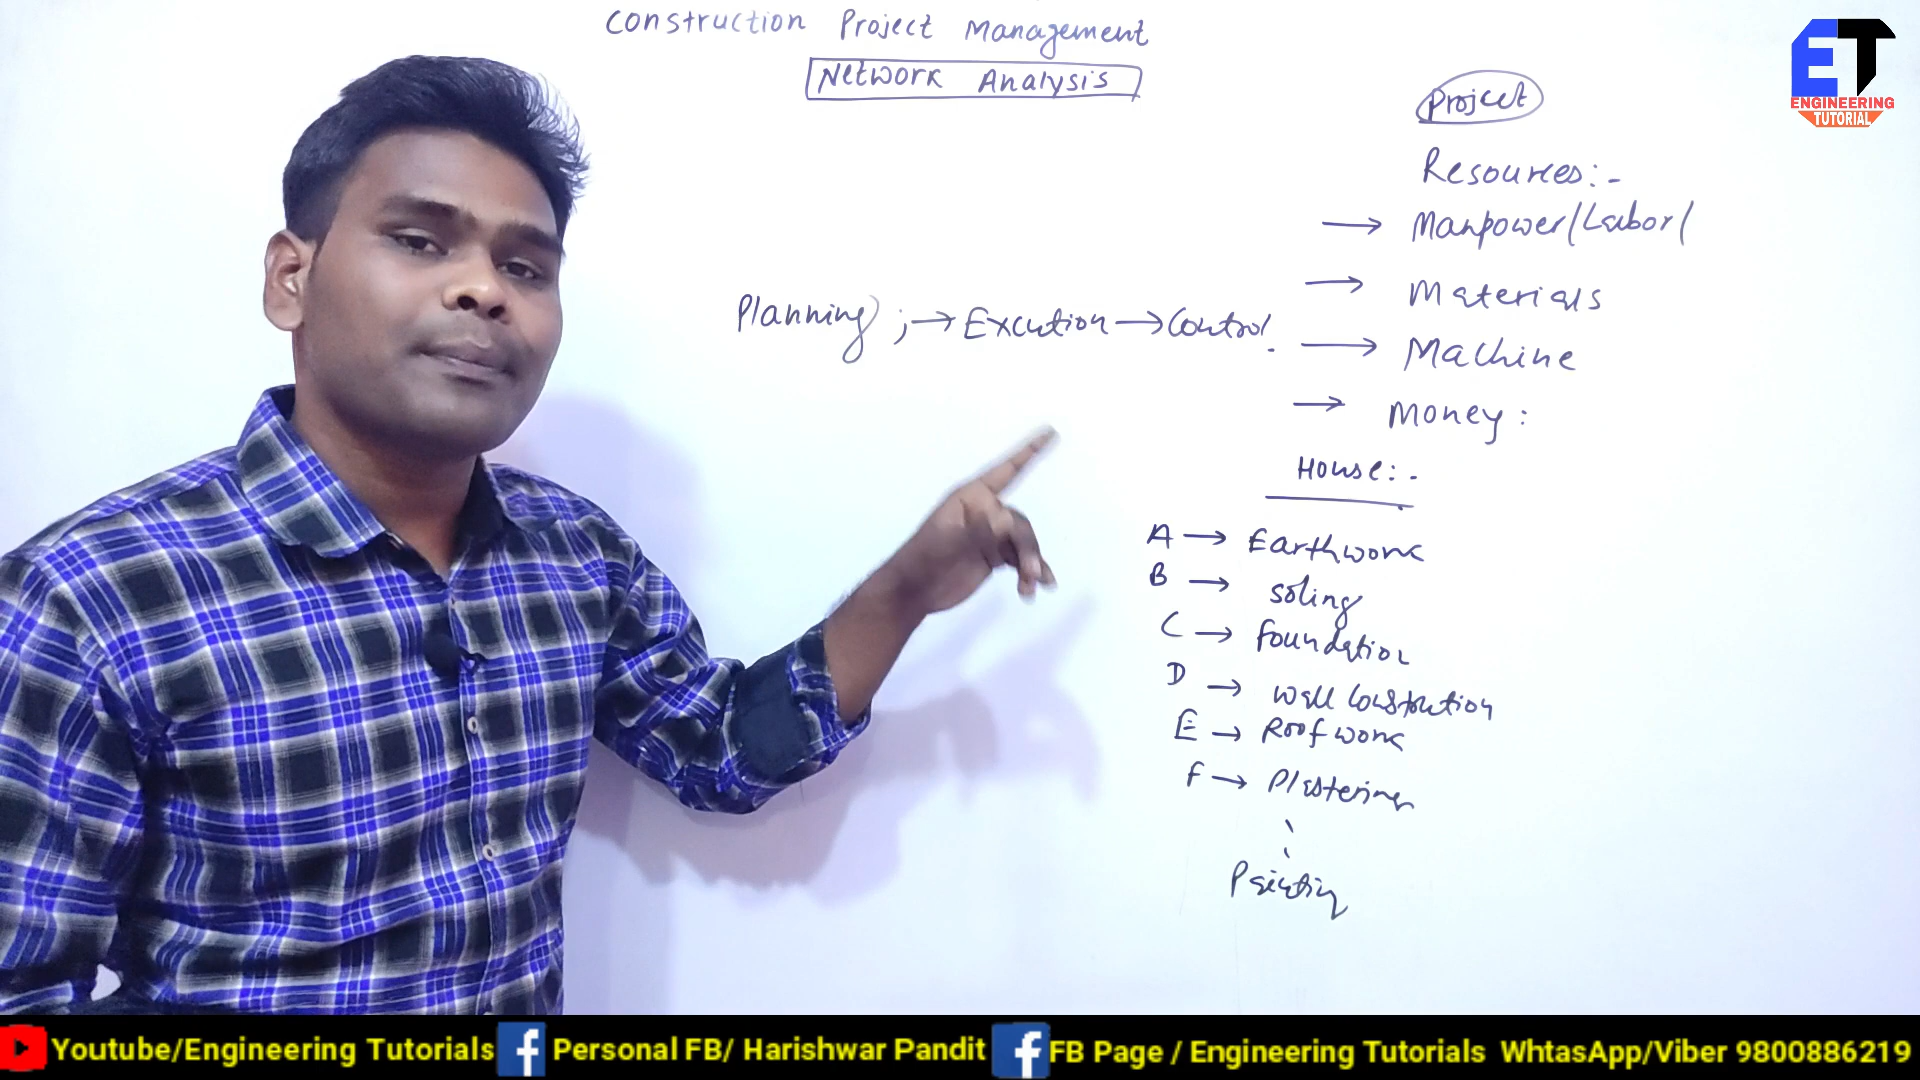 Construction Project Management
Network Analysis
ET
ENGINEERING
TUTORIAL
Project
Resources:-
→ Manpower/Labor/
→ Materials
Planning ; → Excution → Control.
→ Machine
→ Money:
House:-
A → Earthwork
B → soling
C → foundation
D → wall Constrution
E → Roof work
F → Plastering
Painting
Youtube/Engineering Tutorials f Personal FB/ Harishwar Pandit f FB Page / Engineering Tutorials WhtasApp/Viber 9800886219